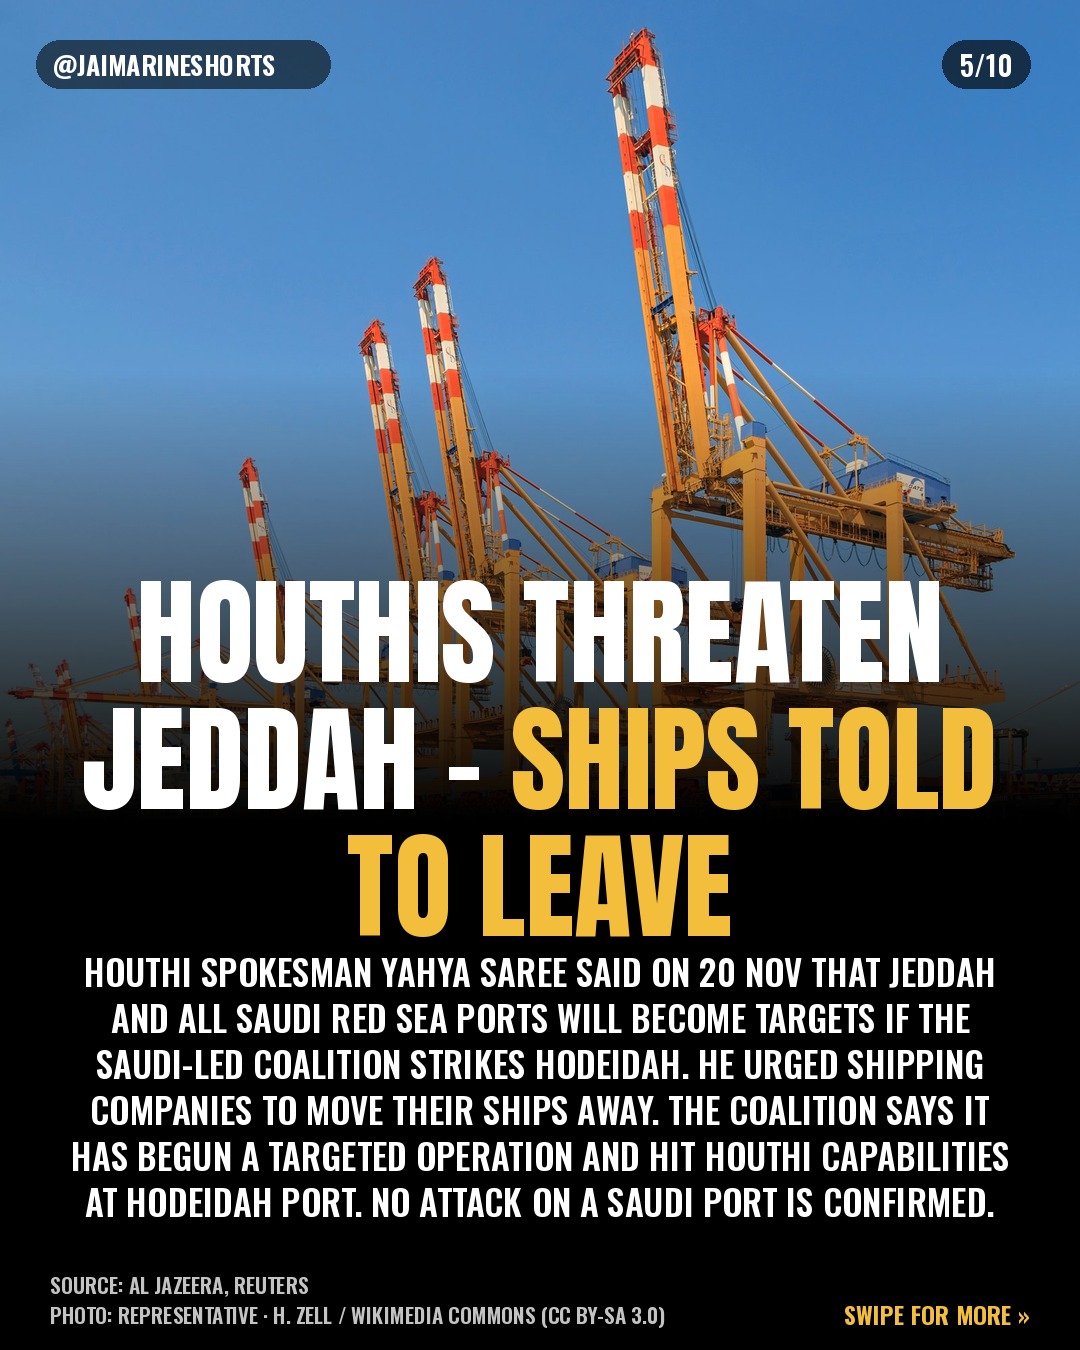 @JAIMARINESHORTS
5/10
HOUTHIS THREATEN
JEDDAH - SHIPS TOLD
TO LEAVE
HOUTHI SPOKESMAN YAHYA SAREE SAID ON 20 NOV THAT JEDDAH
AND ALL SAUDI RED SEA PORTS WILL BECOME TARGETS IF THE
SAUDI-LED COALITION STRIKES HODEIDAH. HE URGED SHIPPING
COMPANIES TO MOVE THEIR SHIPS AWAY. THE COALITION SAYS IT
HAS BEGUN A TARGETED OPERATION AND HIT HOUTHI CAPABILITIES
AT HODEIDAH PORT. NO ATTACK ON A SAUDI PORT IS CONFIRMED.
SOURCE: AL JAZEERA, REUTERS
PHOTO: REPRESENTATIVE · H. ZELL / WIKIMEDIA COMMONS (CC BY-SA 3.0)
SWIPE FOR MORE »